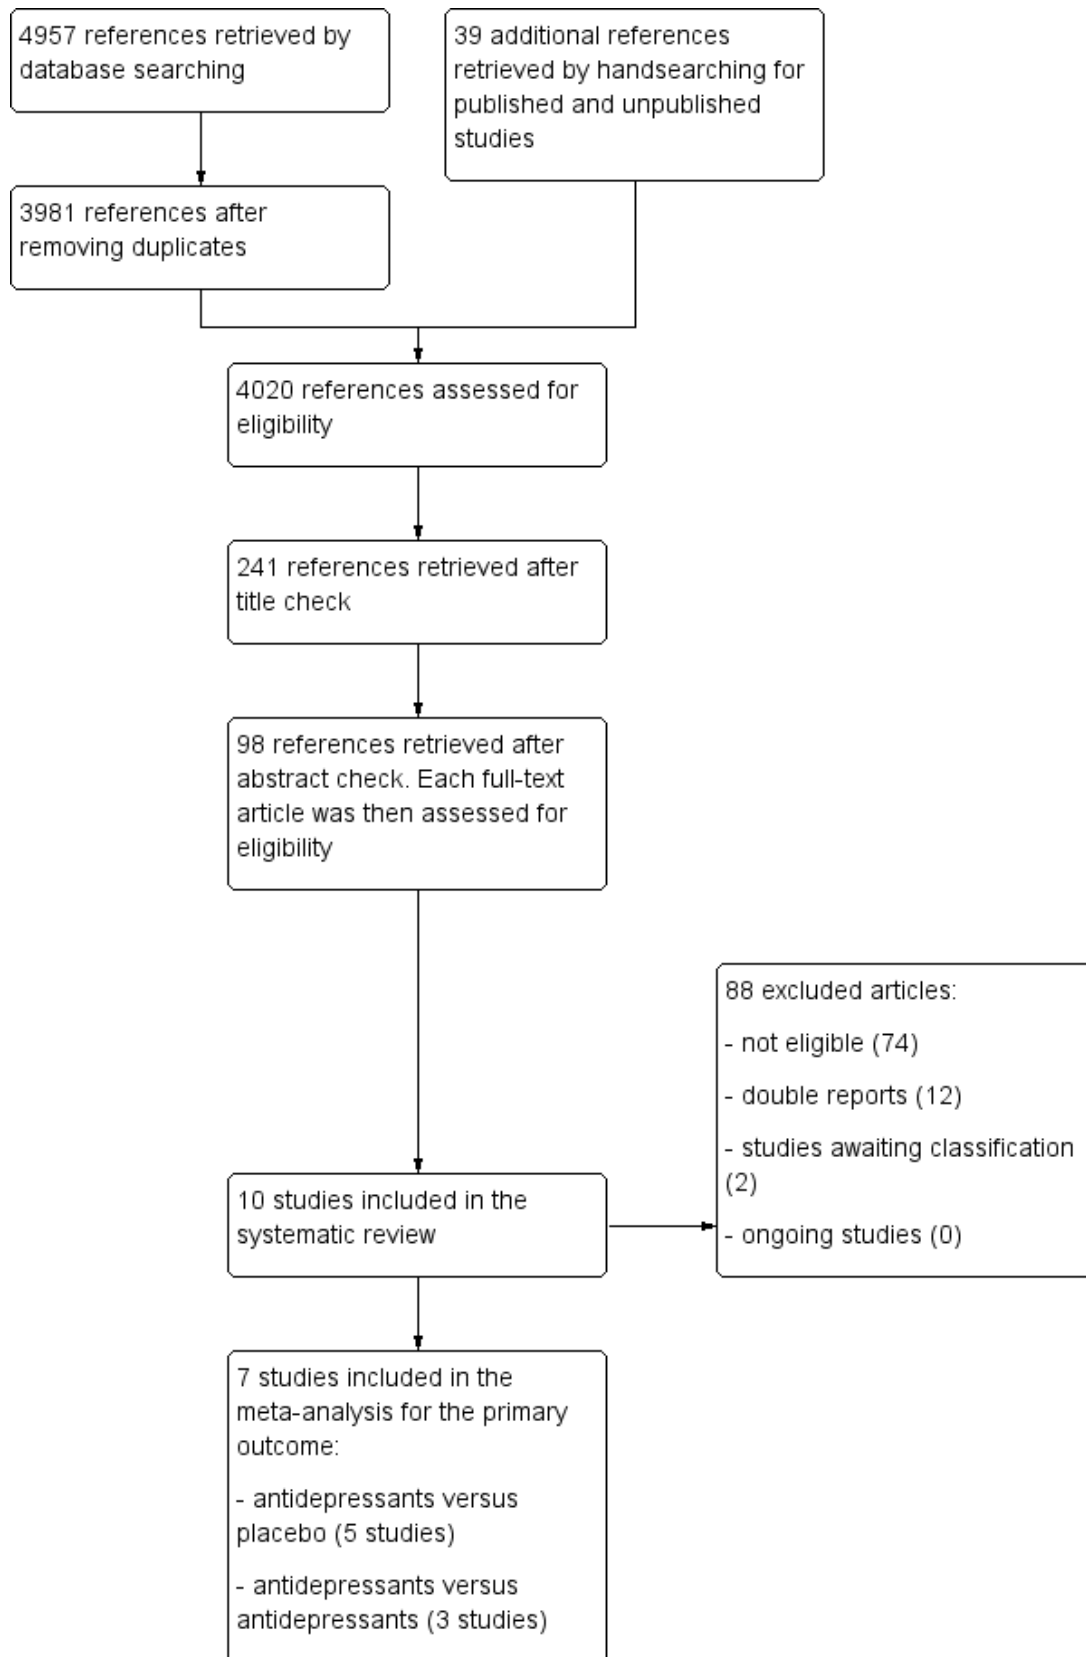 4957 references retrieved by
database searching
39 additional references
retrieved by handsearching for
published and unpublished
studies
3981 references after
removing duplicates
4020 references assessed for
eligibility
241 references retrieved after
title check
98 references retrieved after
abstract check. Each full-text
article was then assessed for
eligibility
88 excluded articles:
- not eligible (74)
- double reports (12)
- studies awaiting classification
(2)
- ongoing studies (0)
10 studies included in the
systematic review
7 studies included in the
meta-analysis for the primary
outcome:
- antidepressants versus
placebo (5 studies)
- antidepressants versus
antidepressants (3 studies)